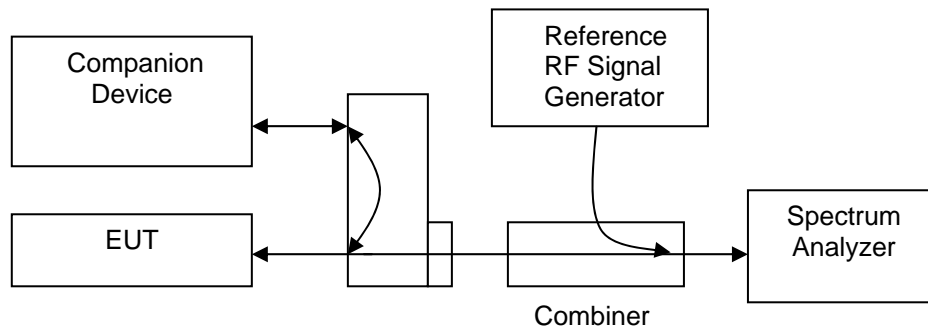 Companion
Device
Reference
RF Signal
Generator
EUT
Spectrum
Analyzer
Combiner